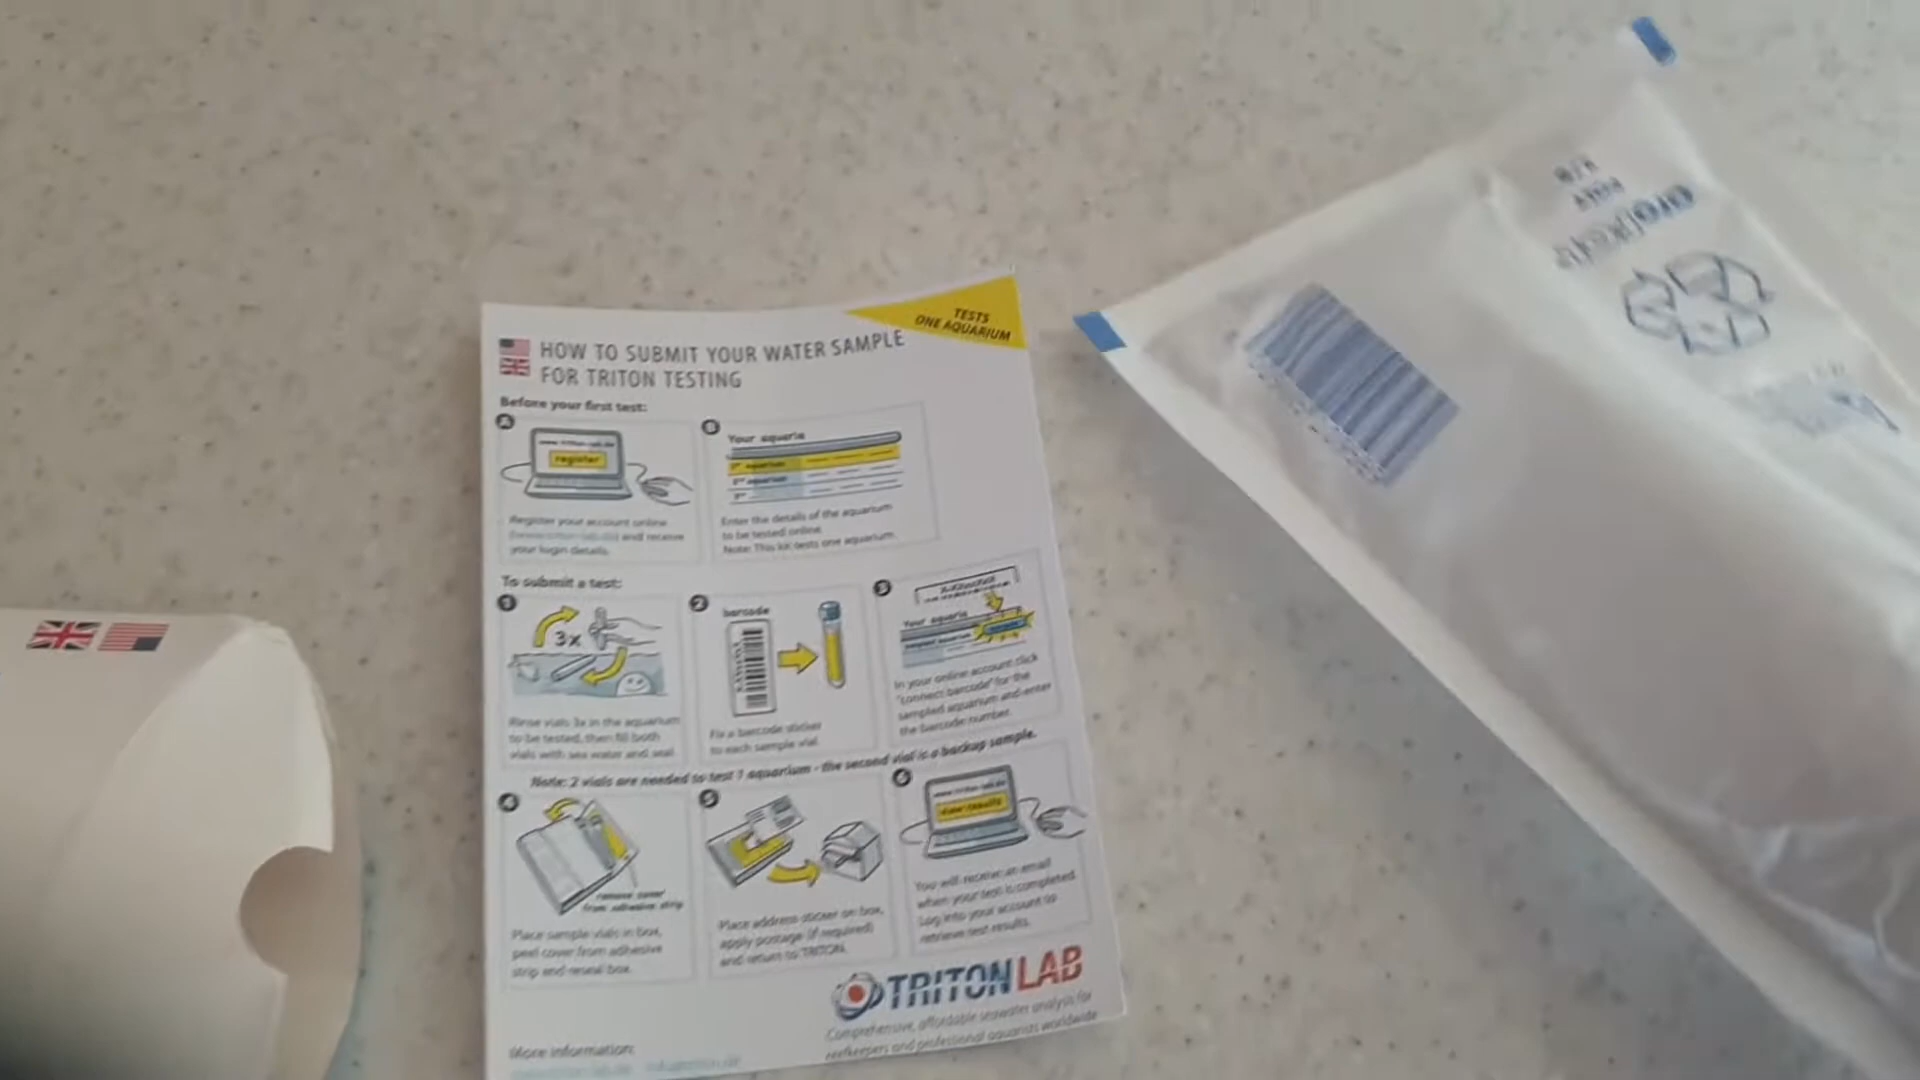 TESTS
ONE AQUARIUM
HOW TO SUBMIT YOUR WATER SAMPLE
FOR TRITON TESTING
Before your first test:
A
register
Register your account online
and receive
your login details.
B
Your aquaria
1st aquarium
2nd aquarium
Enter the details of the aquarium
to be tested online.
Note: This kit tests one aquarium.
To submit a test:
1
3x
Rinse vials 3x in the aquarium
to be tested, then fill both
vials with sea water and seal.
2
barcode
Fix a barcode sticker
to each sample vial.
3
Your aquaria
In your online account click
"connect barcode" for the
sampled aquarium and enter
the barcode number.
Note: 2 vials are needed to test 1 aquarium - the second vial is a backup sample.
4
remove cover
from adhesive strip
Place sample vials in box,
peel cover from adhesive
strip and reseal box.
5
Place address sticker on box,
apply postage (if required)
and return to TRITON.
6
view results
You will receive an email
when your test is completed.
Log into your account to
retrieve test results.
TRITON LAB
Comprehensive, affordable seawater analysis for
reefkeepers and professional aquarists worldwide
More information: